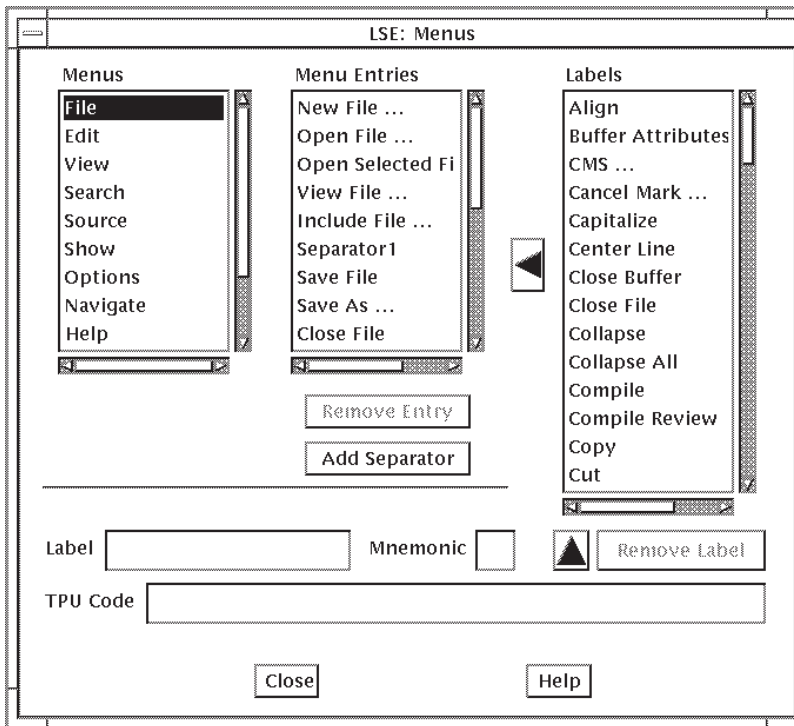 LSE: Menus
Menus
File
Edit
View
Search
Source
Show
Options
Navigate
Help
Menu Entries
New File ...
Open File ...
Open Selected Fi
View File ...
Include File ...
Separator1
Save File
Save As ...
Close File
Remove Entry
Add Separator
Labels
Align
Buffer Attributes
CMS ...
Cancel Mark ...
Capitalize
Center Line
Close Buffer
Close File
Collapse
Collapse All
Compile
Compile Review
Copy
Cut
Label
Mnemonic
Remove Label
TPU Code
Close
Help